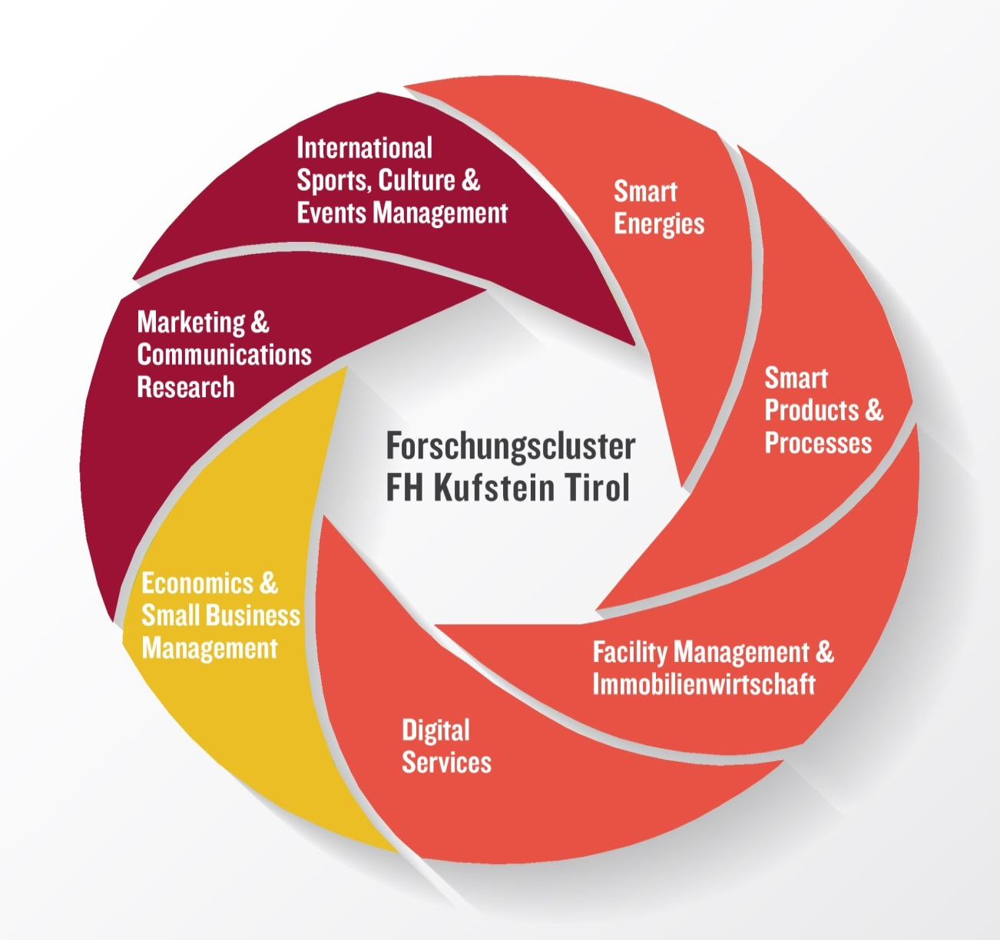 International
Sports, Culture &
Events Management
Smart
Energies
Marketing &
Communications
Research
Smart
Products &
Processes
Forschungscluster
FH Kufstein Tirol
Economics &
Small Business
Management
Facility Management &
Immobilienwirtschaft
Digital
Services